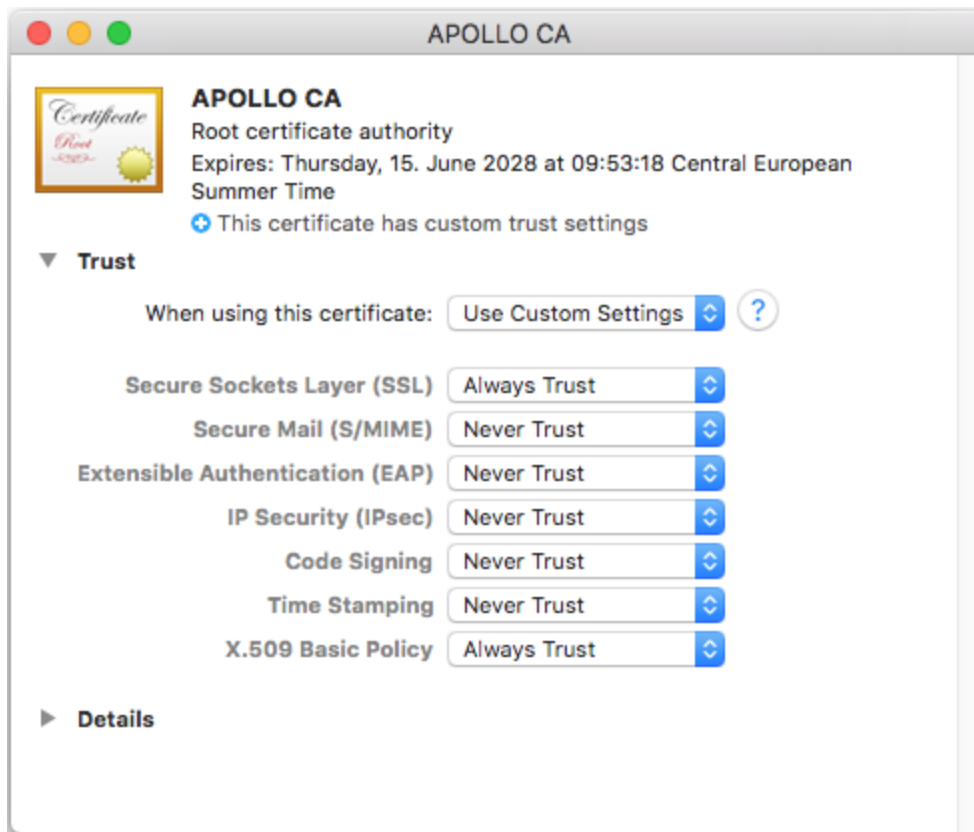 APOLLO CA
Certificate
Root
APOLLO CA
Root certificate authority
Expires: Thursday, 15. June 2028 at 09:53:18 Central European
Summer Time
This certificate has custom trust settings
Trust
When using this certificate: Use Custom Settings ?
Secure Sockets Layer (SSL) Always Trust
Secure Mail (S/MIME) Never Trust
Extensible Authentication (EAP) Never Trust
IP Security (IPsec) Never Trust
Code Signing Never Trust
Time Stamping Never Trust
X.509 Basic Policy Always Trust
Details